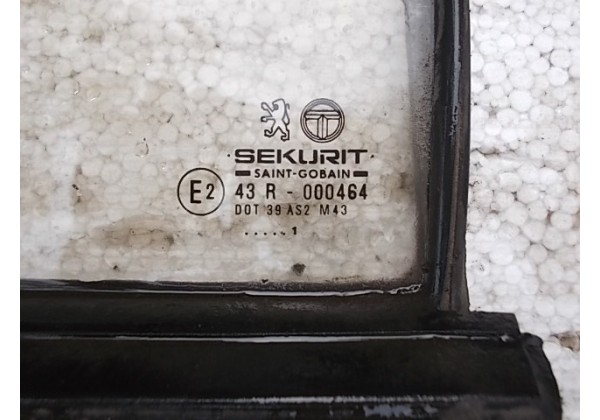 SEKURIT
SAINT-GOBAIN
E2 43 R - 000464
DOT 39 AS2 M43
..... 1